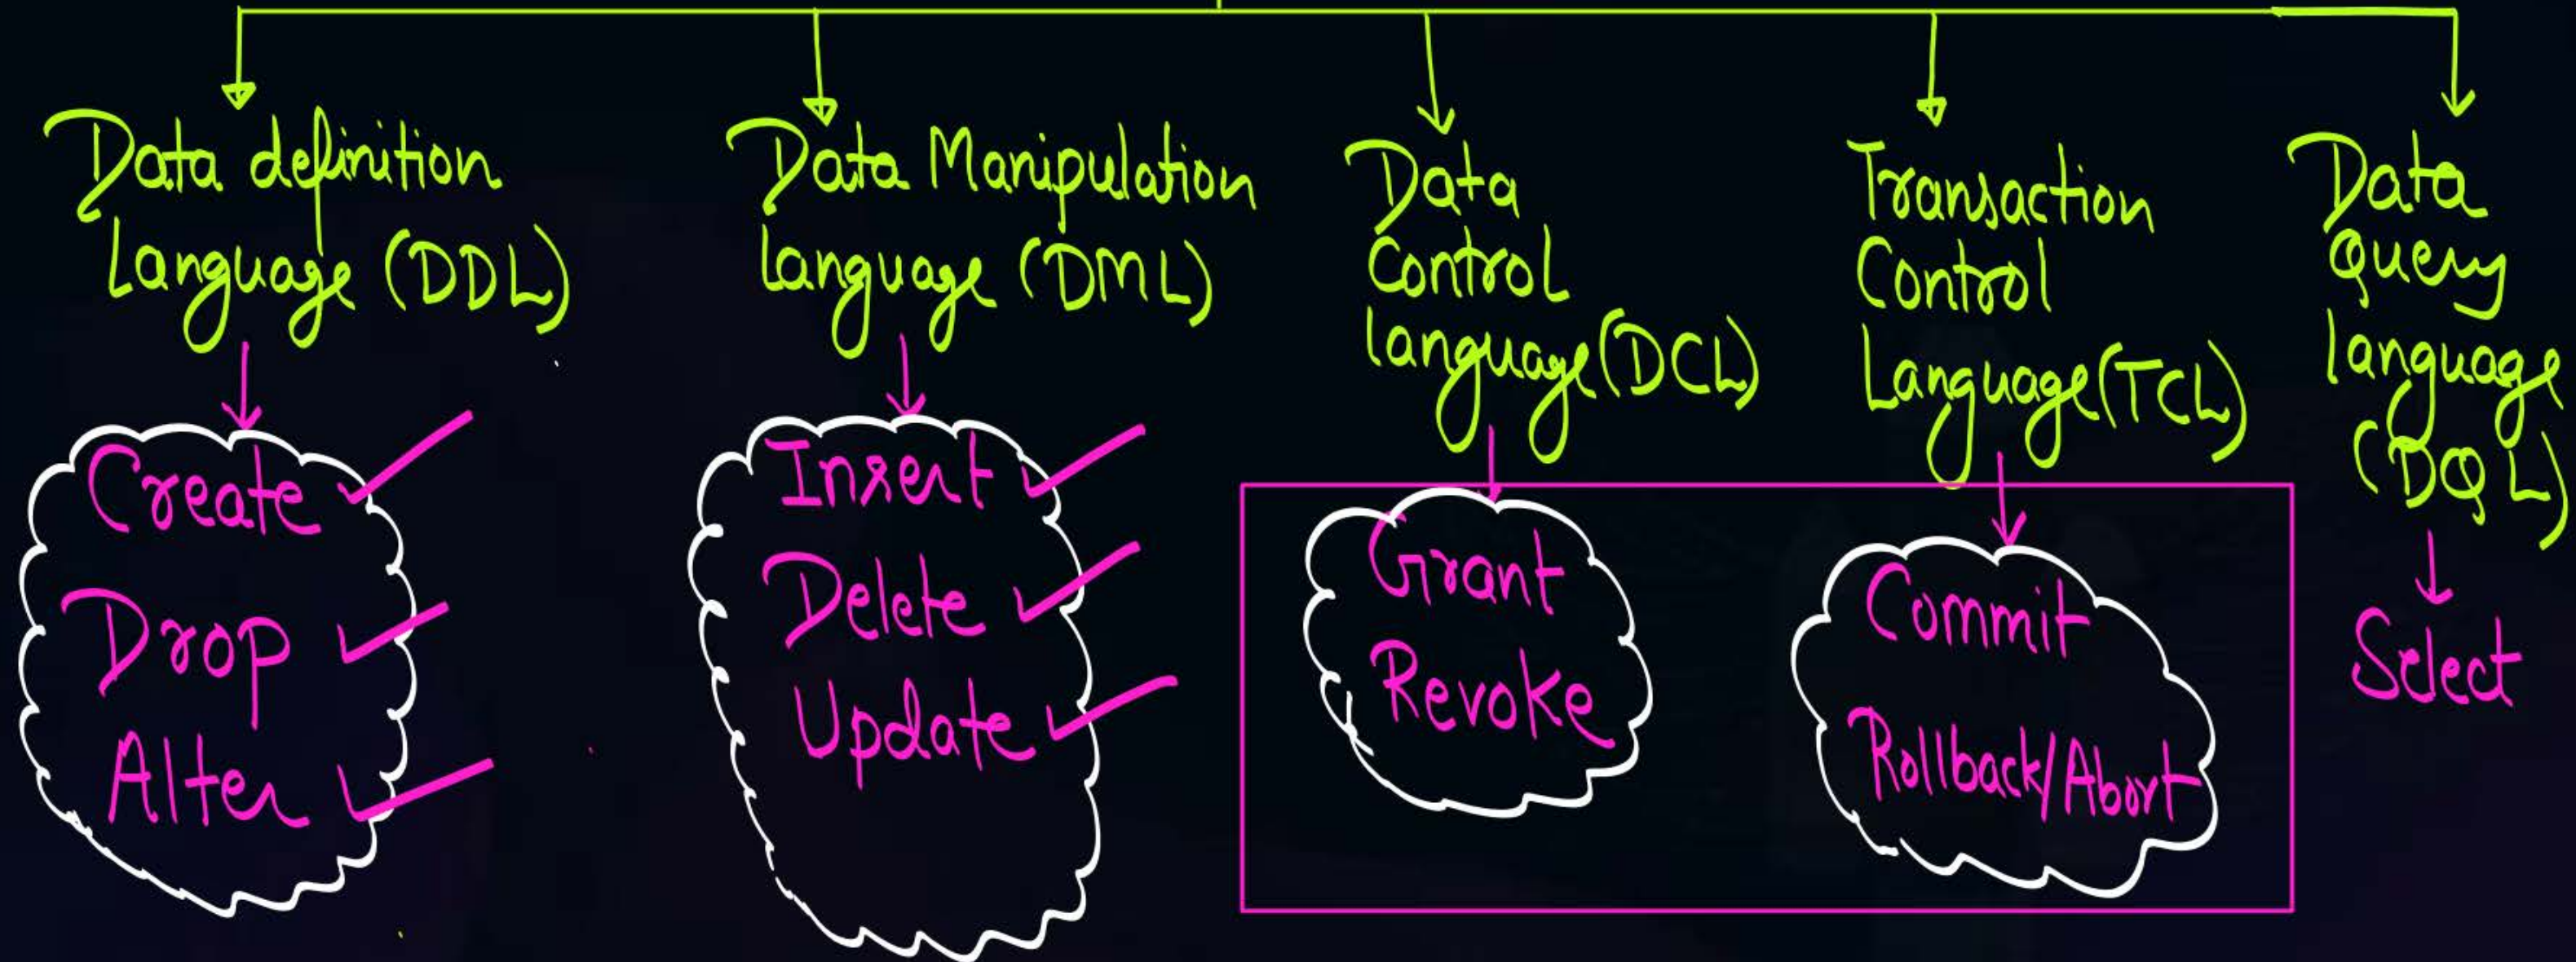 Data definition
Language (DDL)
Create
Drop
Alter
Data Manipulation
language (DML)
Insert
Delete
Update
Data
Control
language (DCL)
Grant
Revoke
Transaction
Control
Language (TCL)
Commit
Rollback/Abort
Data
Query
language
(DQL)
Select